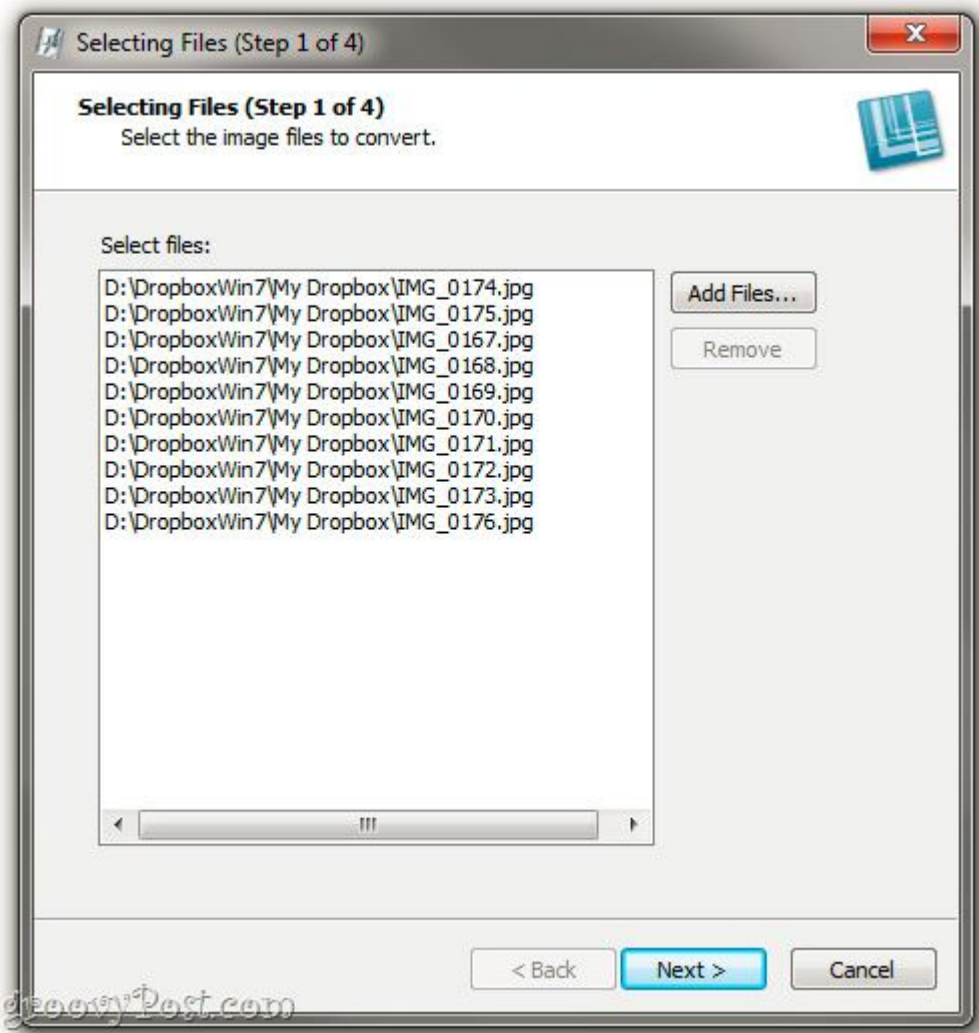 Selecting Files (Step 1 of 4)
x
Selecting Files (Step 1 of 4)
Select the image files to convert.
Select files:
D:\DropboxWin7\My Dropbox\IMG_0174.jpg
D:\DropboxWin7\My Dropbox\IMG_0175.jpg
D:\DropboxWin7\My Dropbox\IMG_0167.jpg
D:\DropboxWin7\My Dropbox\IMG_0168.jpg
D:\DropboxWin7\My Dropbox\IMG_0169.jpg
D:\DropboxWin7\My Dropbox\IMG_0170.jpg
D:\DropboxWin7\My Dropbox\IMG_0171.jpg
D:\DropboxWin7\My Dropbox\IMG_0172.jpg
D:\DropboxWin7\My Dropbox\IMG_0173.jpg
D:\DropboxWin7\My Dropbox\IMG_0176.jpg
Add Files...
Remove
< Back
Next >
Cancel
groovyPost.com